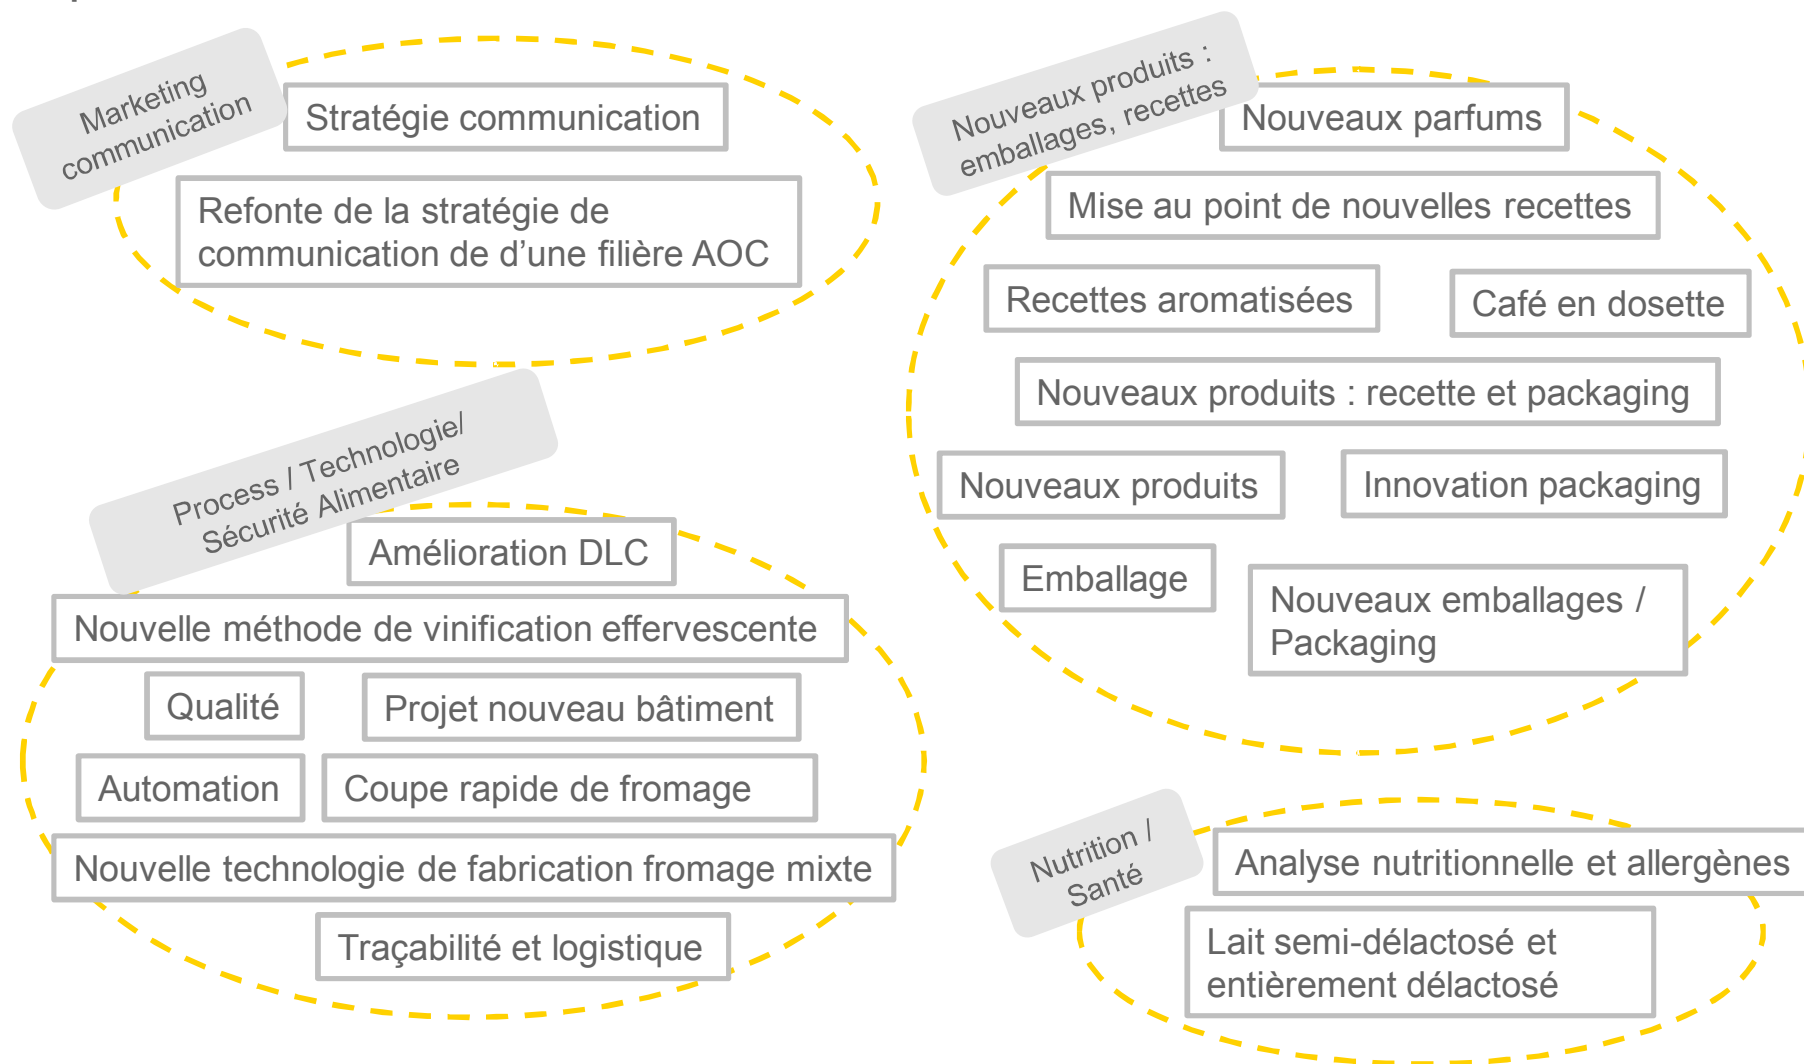 Marketing
communication
Stratégie communication
Refonte de la stratégie de
communication de d’une filière AOC
Nouveaux produits :
emballages, recettes
Nouveaux parfums
Mise au point de nouvelles recettes
Recettes aromatisées
Café en dosette
Nouveaux produits : recette et packaging
Nouveaux produits
Innovation packaging
Emballage
Nouveaux emballages /
Packaging
Process / Technologie/
Sécurité Alimentaire
Amélioration DLC
Nouvelle méthode de vinification effervescente
Qualité
Projet nouveau bâtiment
Automation
Coupe rapide de fromage
Nouvelle technologie de fabrication fromage mixte
Traçabilité et logistique
Nutrition /
Santé
Analyse nutritionnelle et allergènes
Lait semi-délactosé et
entièrement délactosé